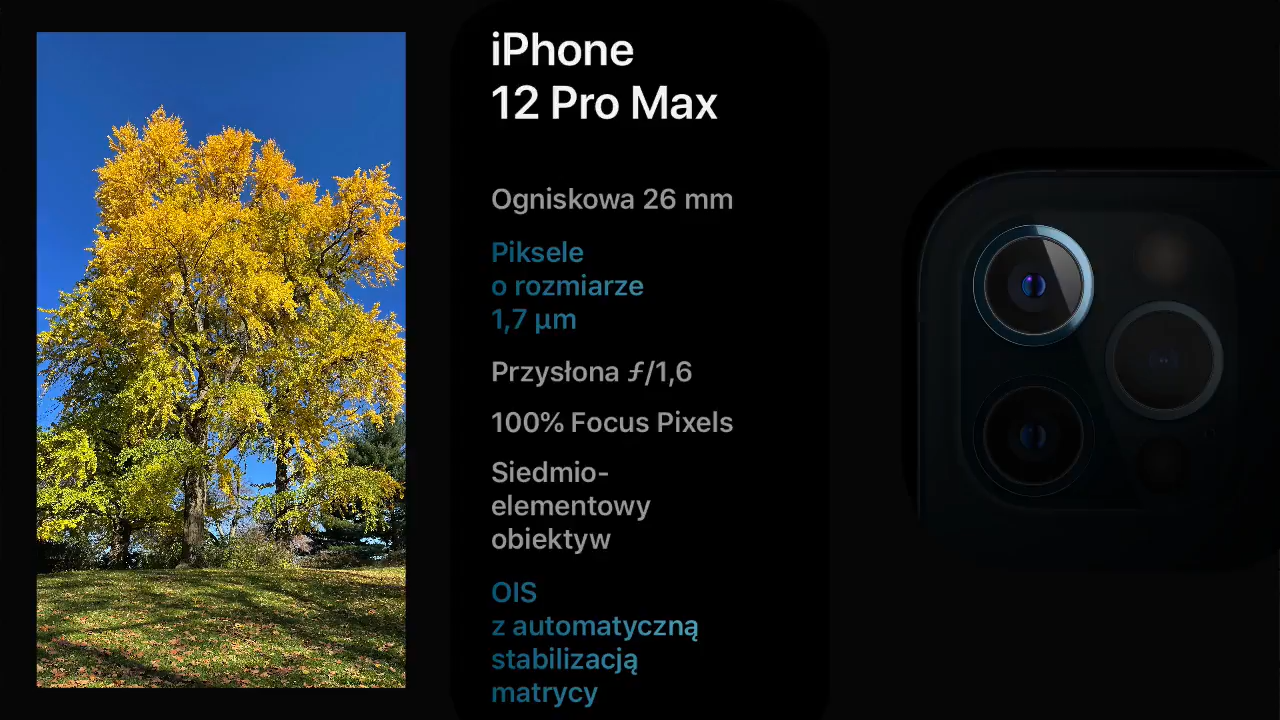 iPhone
12 Pro Max
Ogniskowa 26 mm
Piksele
o rozmiarze
1,7 µm
Przysłona ƒ/1,6
100% Focus Pixels
Siedmio-
elementowy
obiektyw
OIS
z automatyczną
stabilizacją
matrycy